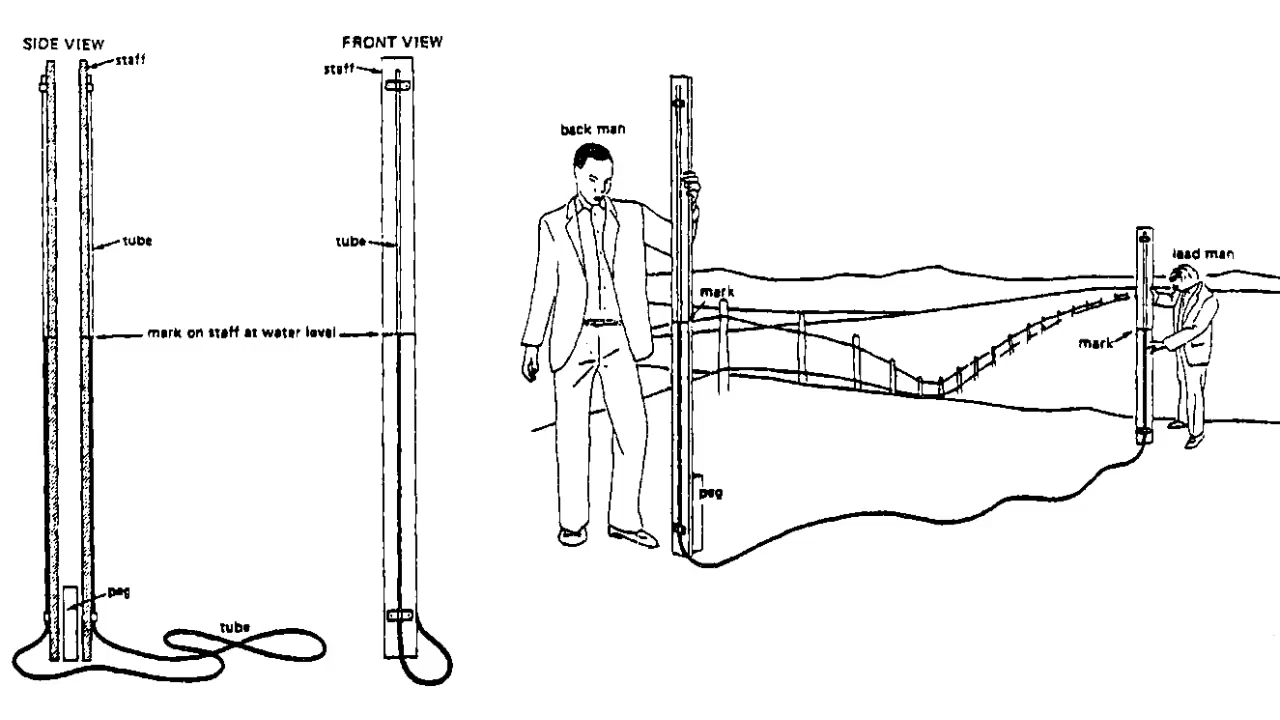 SIDE VIEW
staff
tube
mark on staff at water level
peg
tube
FRONT VIEW
staff
tube
back man
mark
peg
lead man
mark